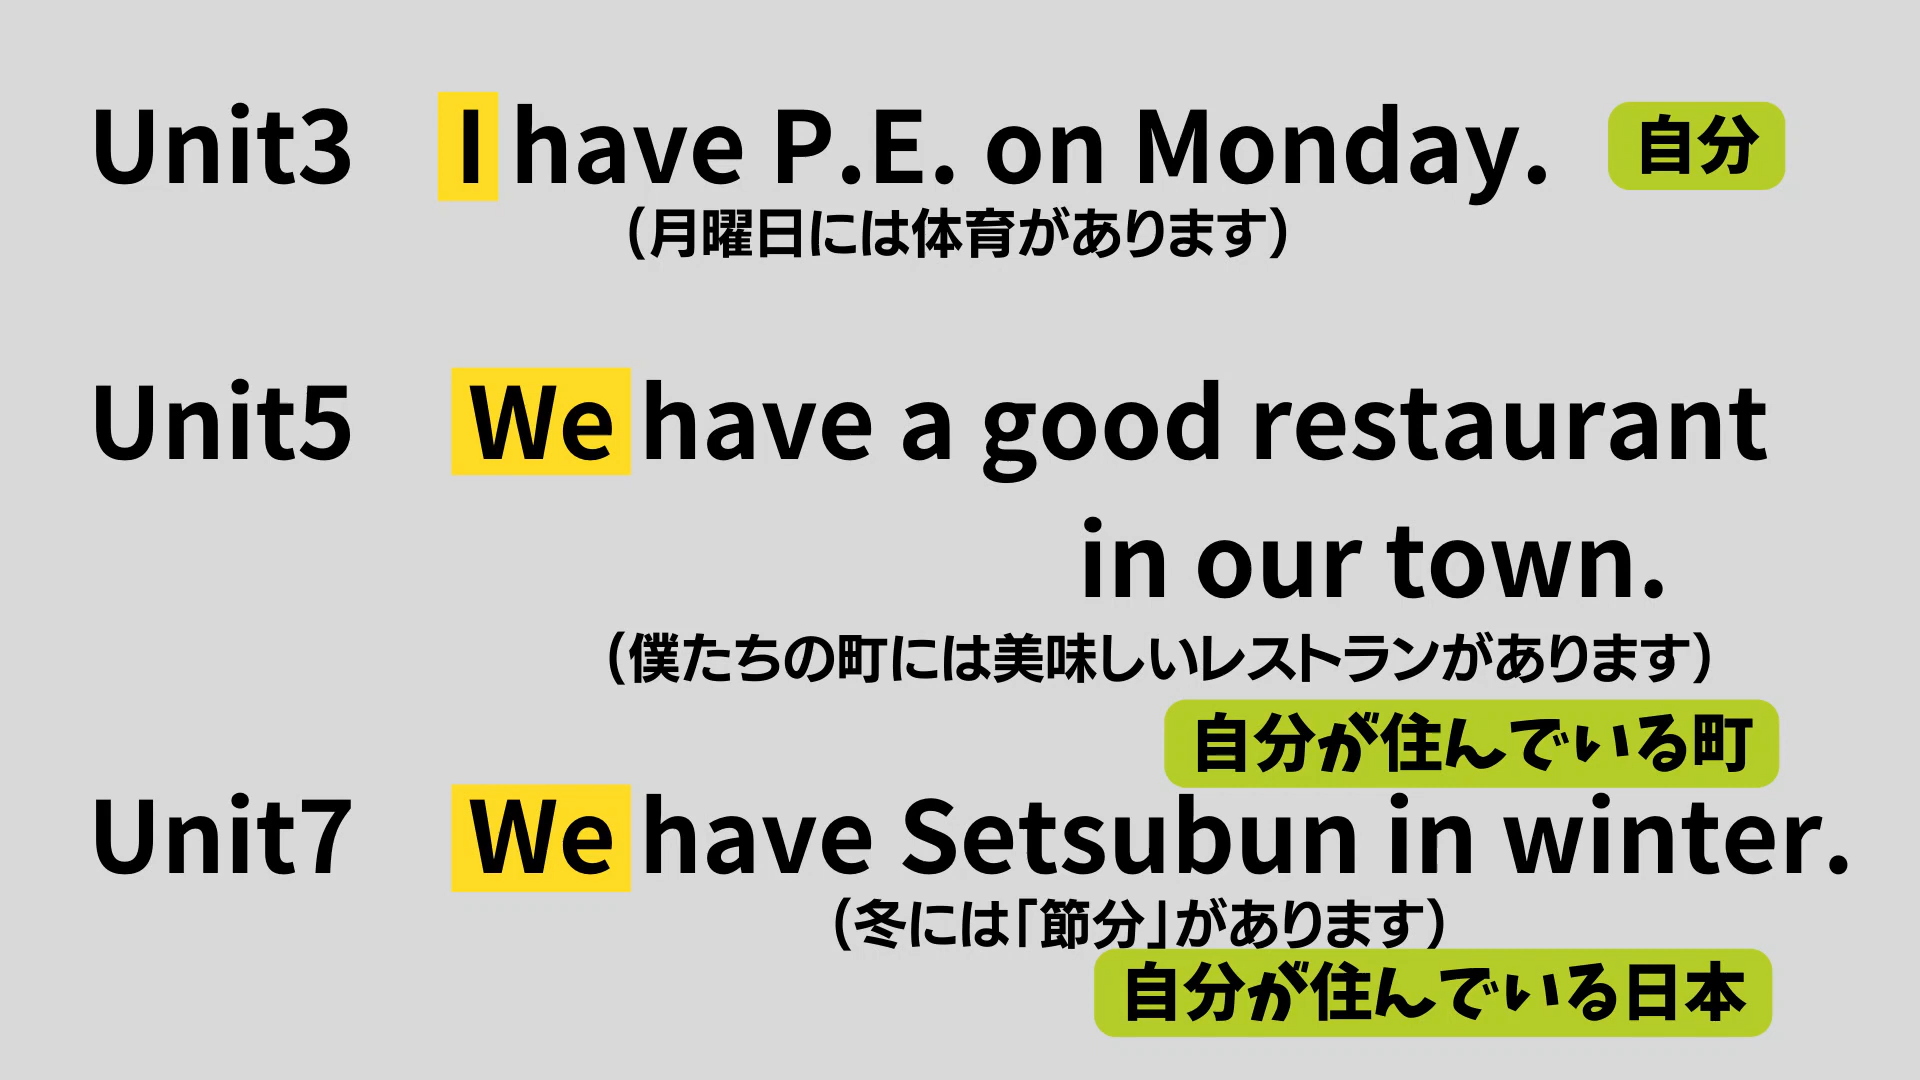 Unit3 I have P.E. on Monday. 自分
(月曜日には体育があります)
Unit5 We have a good restaurant
in our town.
(僕たちの町には美味しいレストランがあります)
自分が住んでいる町
Unit7 We have Setsubun in winter.
(冬には「節分」があります)
自分が住んでいる日本